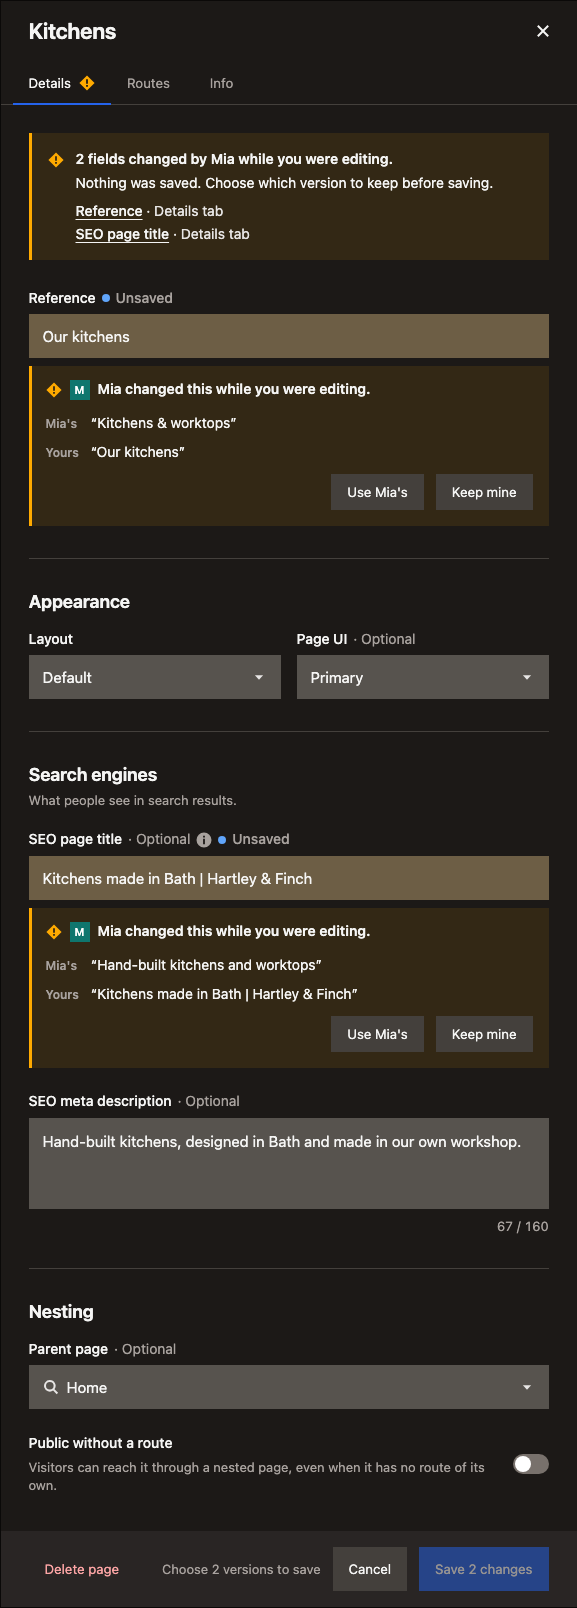 Kitchens
Details
Routes
Info
2 fields changed by Mia while you were editing.
Nothing was saved. Choose which version to keep before saving.
Reference · Details tab
SEO page title · Details tab
Reference Unsaved
Our kitchens
M Mia changed this while you were editing.
Mia's “Kitchens & worktops”
Yours “Our kitchens”
Use Mia's Keep mine
Appearance
Layout Page UI · Optional
Default Primary
Search engines
What people see in search results.
SEO page title · Optional Unsaved
Kitchens made in Bath | Hartley & Finch
M Mia changed this while you were editing.
Mia's “Hand-built kitchens and worktops”
Yours “Kitchens made in Bath | Hartley & Finch”
Use Mia's Keep mine
SEO meta description · Optional
Hand-built kitchens, designed in Bath and made in our own workshop.
67 / 160
Nesting
Parent page · Optional
Home
Public without a route
Visitors can reach it through a nested page, even when it has no route of its
own.
Delete page Choose 2 versions to save Cancel Save 2 changes